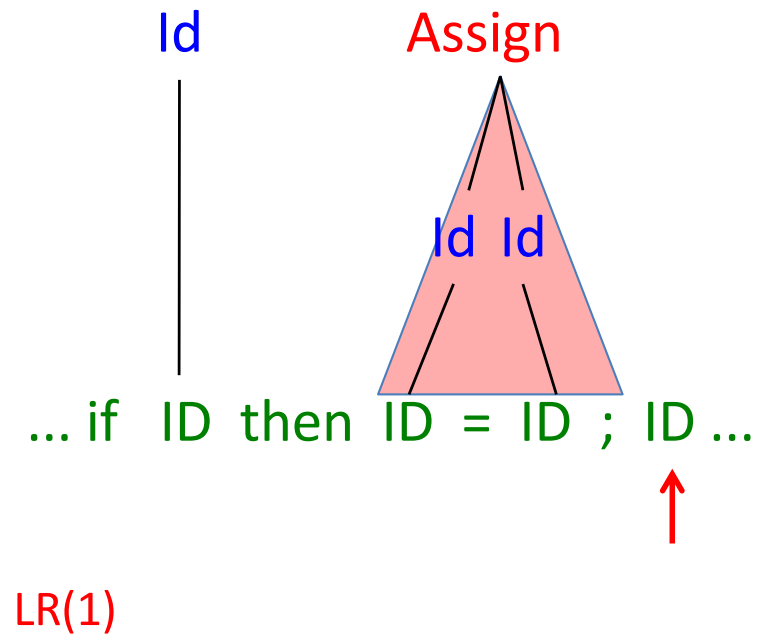 Id Assign
Id Id
... if ID then ID = ID ; ID ...
LR(1)